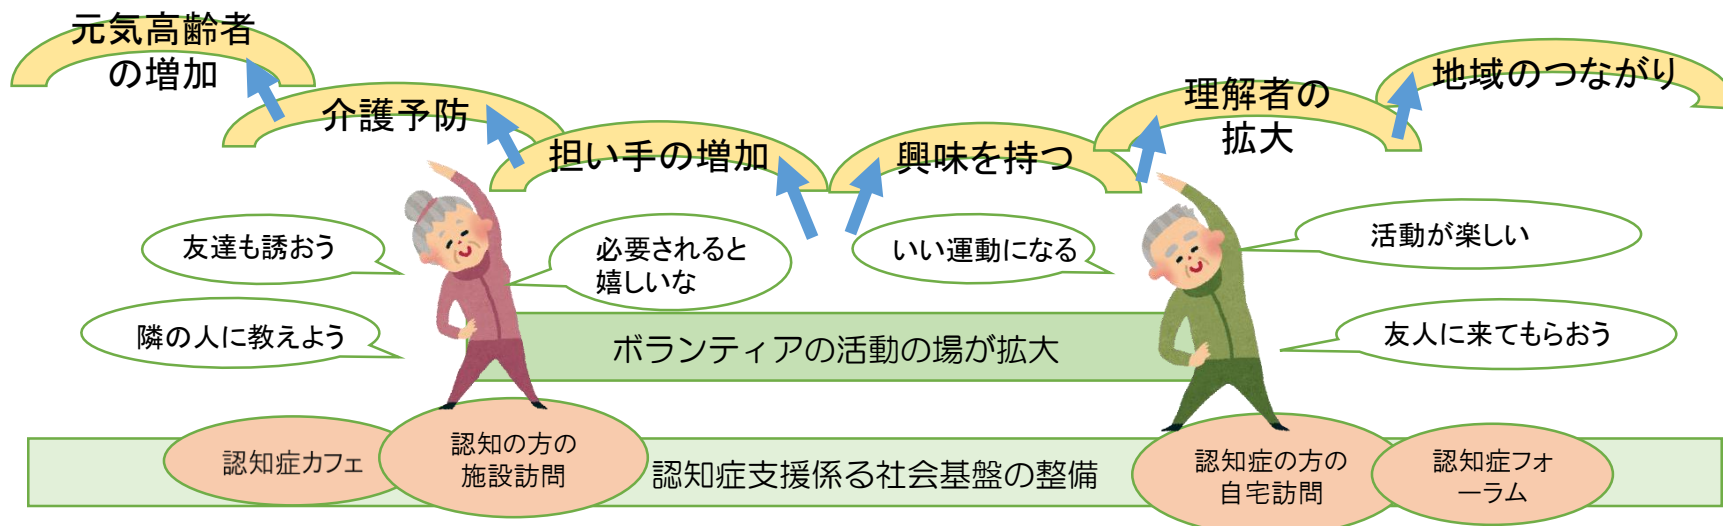 元気高齢者
の増加
介護予防
担い手の増加
興味を持つ
理解者の
拡大
地域のつながり
友達も誘おう
必要されると
嬉しいな
いい運動になる
活動が楽しい
隣の人に教えよう
友人に来てもらおう
ボランティアの活動の場が拡大
認知症カフェ
認知の方の
施設訪問
認知症支援係る社会基盤の整備
認知症の方の
自宅訪問
認知症フォ
ーラム